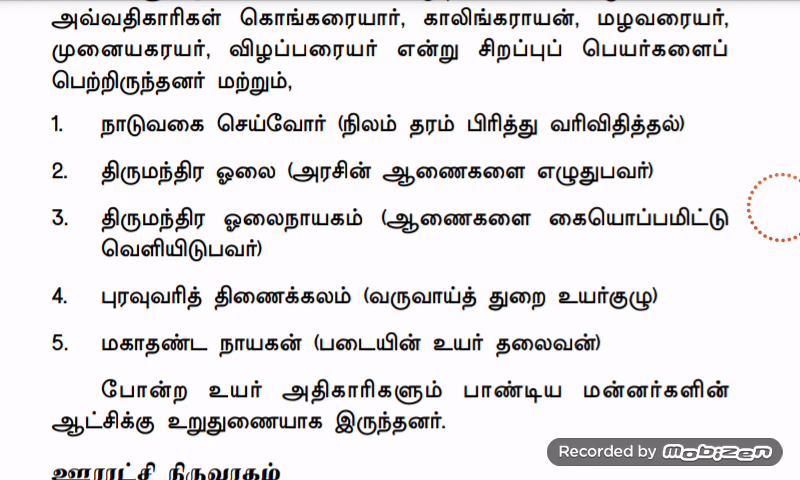 அவ்வதிகாரிகள் கொங்கரையார், காலிங்கராயன், மழவரையர்,
முனையகரயர், விழப்பரையர் என்று சிறப்புப் பெயர்களைப்
பெற்றிருந்தனர் மற்றும்,
1. நாடுவகை செய்வோர் (நிலம் தரம் பிரித்து வரிவிதித்தல்)
2. திருமந்திர ஓலை (அரசின் ஆணைகளை எழுதுபவர்)
3. திருமந்திர ஓலைநாயகம் (ஆணைகளை கையொப்பமிட்டு
வெளியிடுபவர்)
4. புரவுவரித் திணைக்கலம் (வருவாய்த் துறை உயர்குழு)
5. மகாதண்ட நாயகன் (படையின் உயர் தலைவன்)
போன்ற உயர் அதிகாரிகளும் பாண்டிய மன்னர்களின்
ஆட்சிக்கு உறுதுணையாக இருந்தனர்.
ஊராட்சி நிருவாகம்
Recorded by mobizen